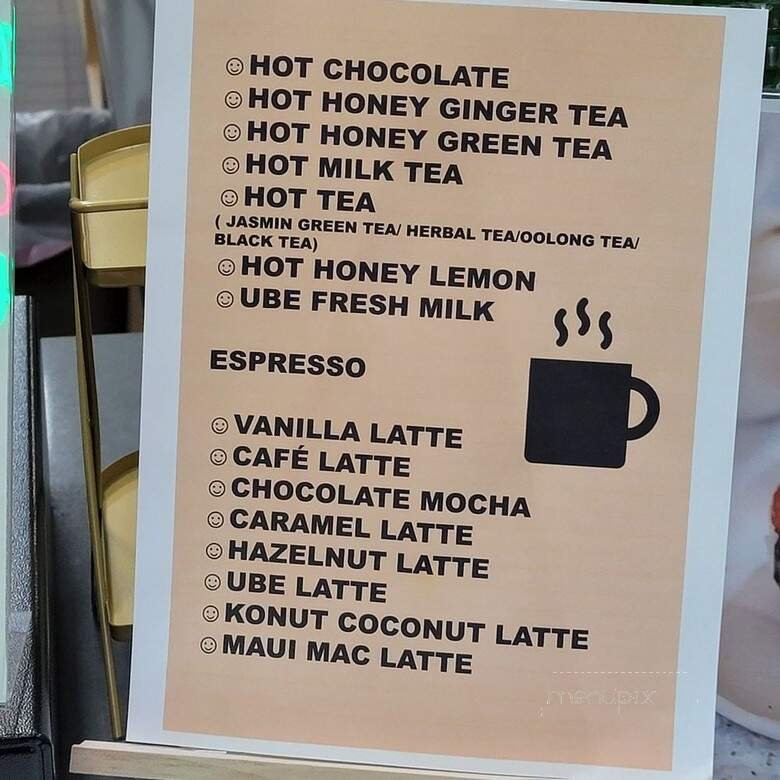 ☺HOT CHOCOLATE
☺HOT HONEY GINGER TEA
☺HOT HONEY GREEN TEA
☺HOT MILK TEA
☺HOT TEA
( JASMIN GREEN TEA/ HERBAL TEA/OOLONG TEA/
BLACK TEA)
☺HOT HONEY LEMON
☺UBE FRESH MILK
ESPRESSO
☺VANILLA LATTE
☺CAFÉ LATTE
☺CHOCOLATE MOCHA
☺CARAMEL LATTE
☺HAZELNUT LATTE
☺UBE LATTE
☺KONUT COCONUT LATTE
☺MAUI MAC LATTE
menupix